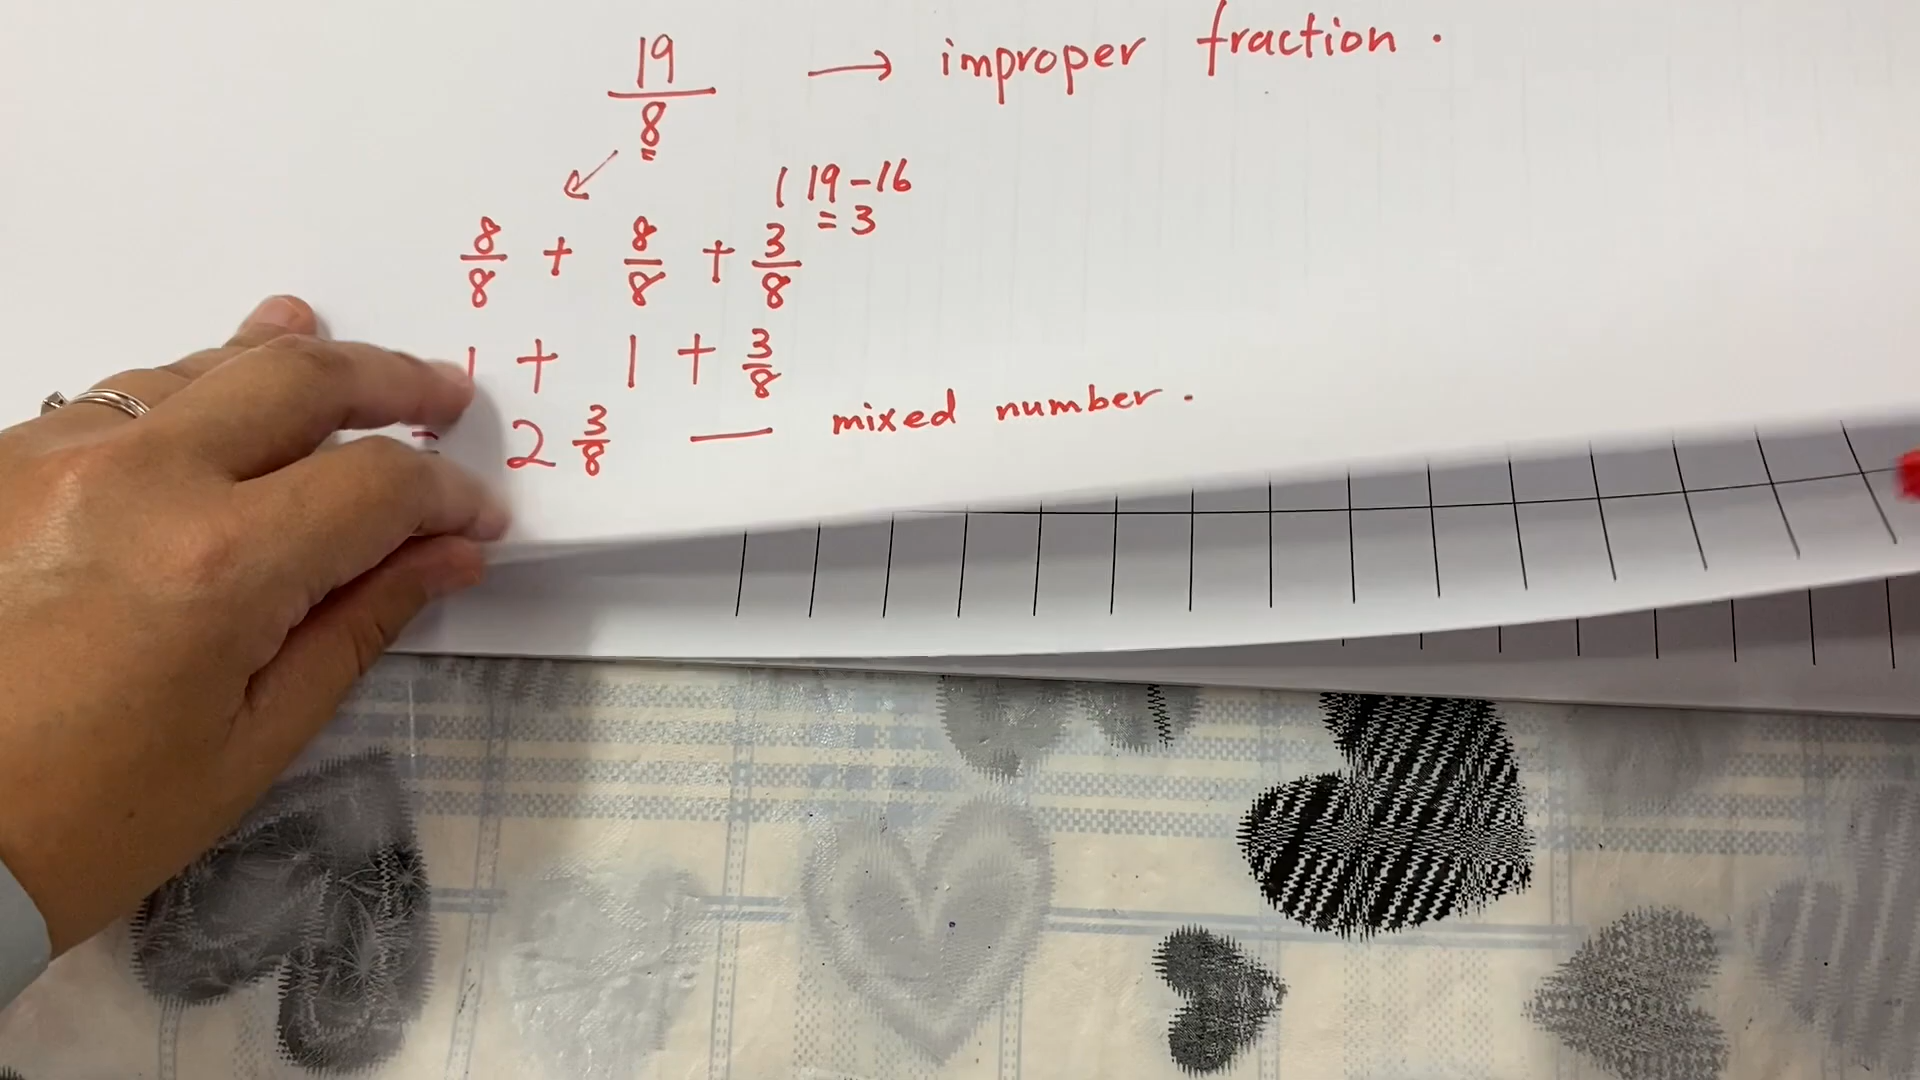 19/8 → improper fraction.
( 19-16
= 3
8/8 + 8/8 + 3/8
1 + 1 + 3/8
= 2 3/8 — mixed number.